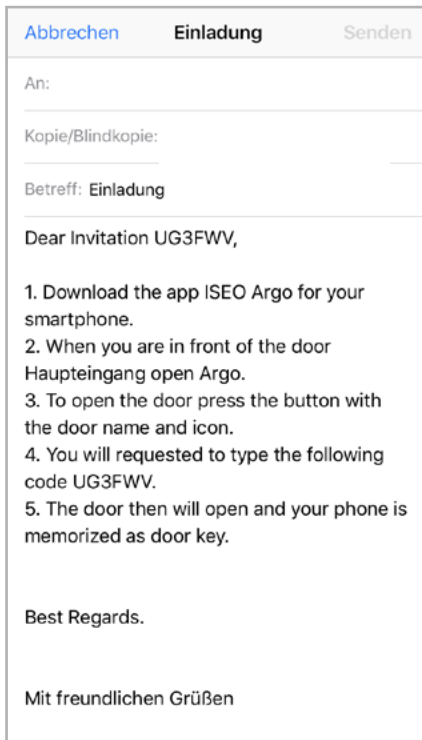 Abbrechen Einladung Senden
An:
Kopie/Blindkopie:
Betreff: Einladung
Dear Invitation UG3FWV,
1. Download the app ISEO Argo for your
smartphone.
2. When you are in front of the door
Haupteingang open Argo.
3. To open the door press the button with
the door name and icon.
4. You will requested to type the following
code UG3FWV.
5. The door then will open and your phone is
memorized as door key.
Best Regards.
Mit freundlichen Grüßen